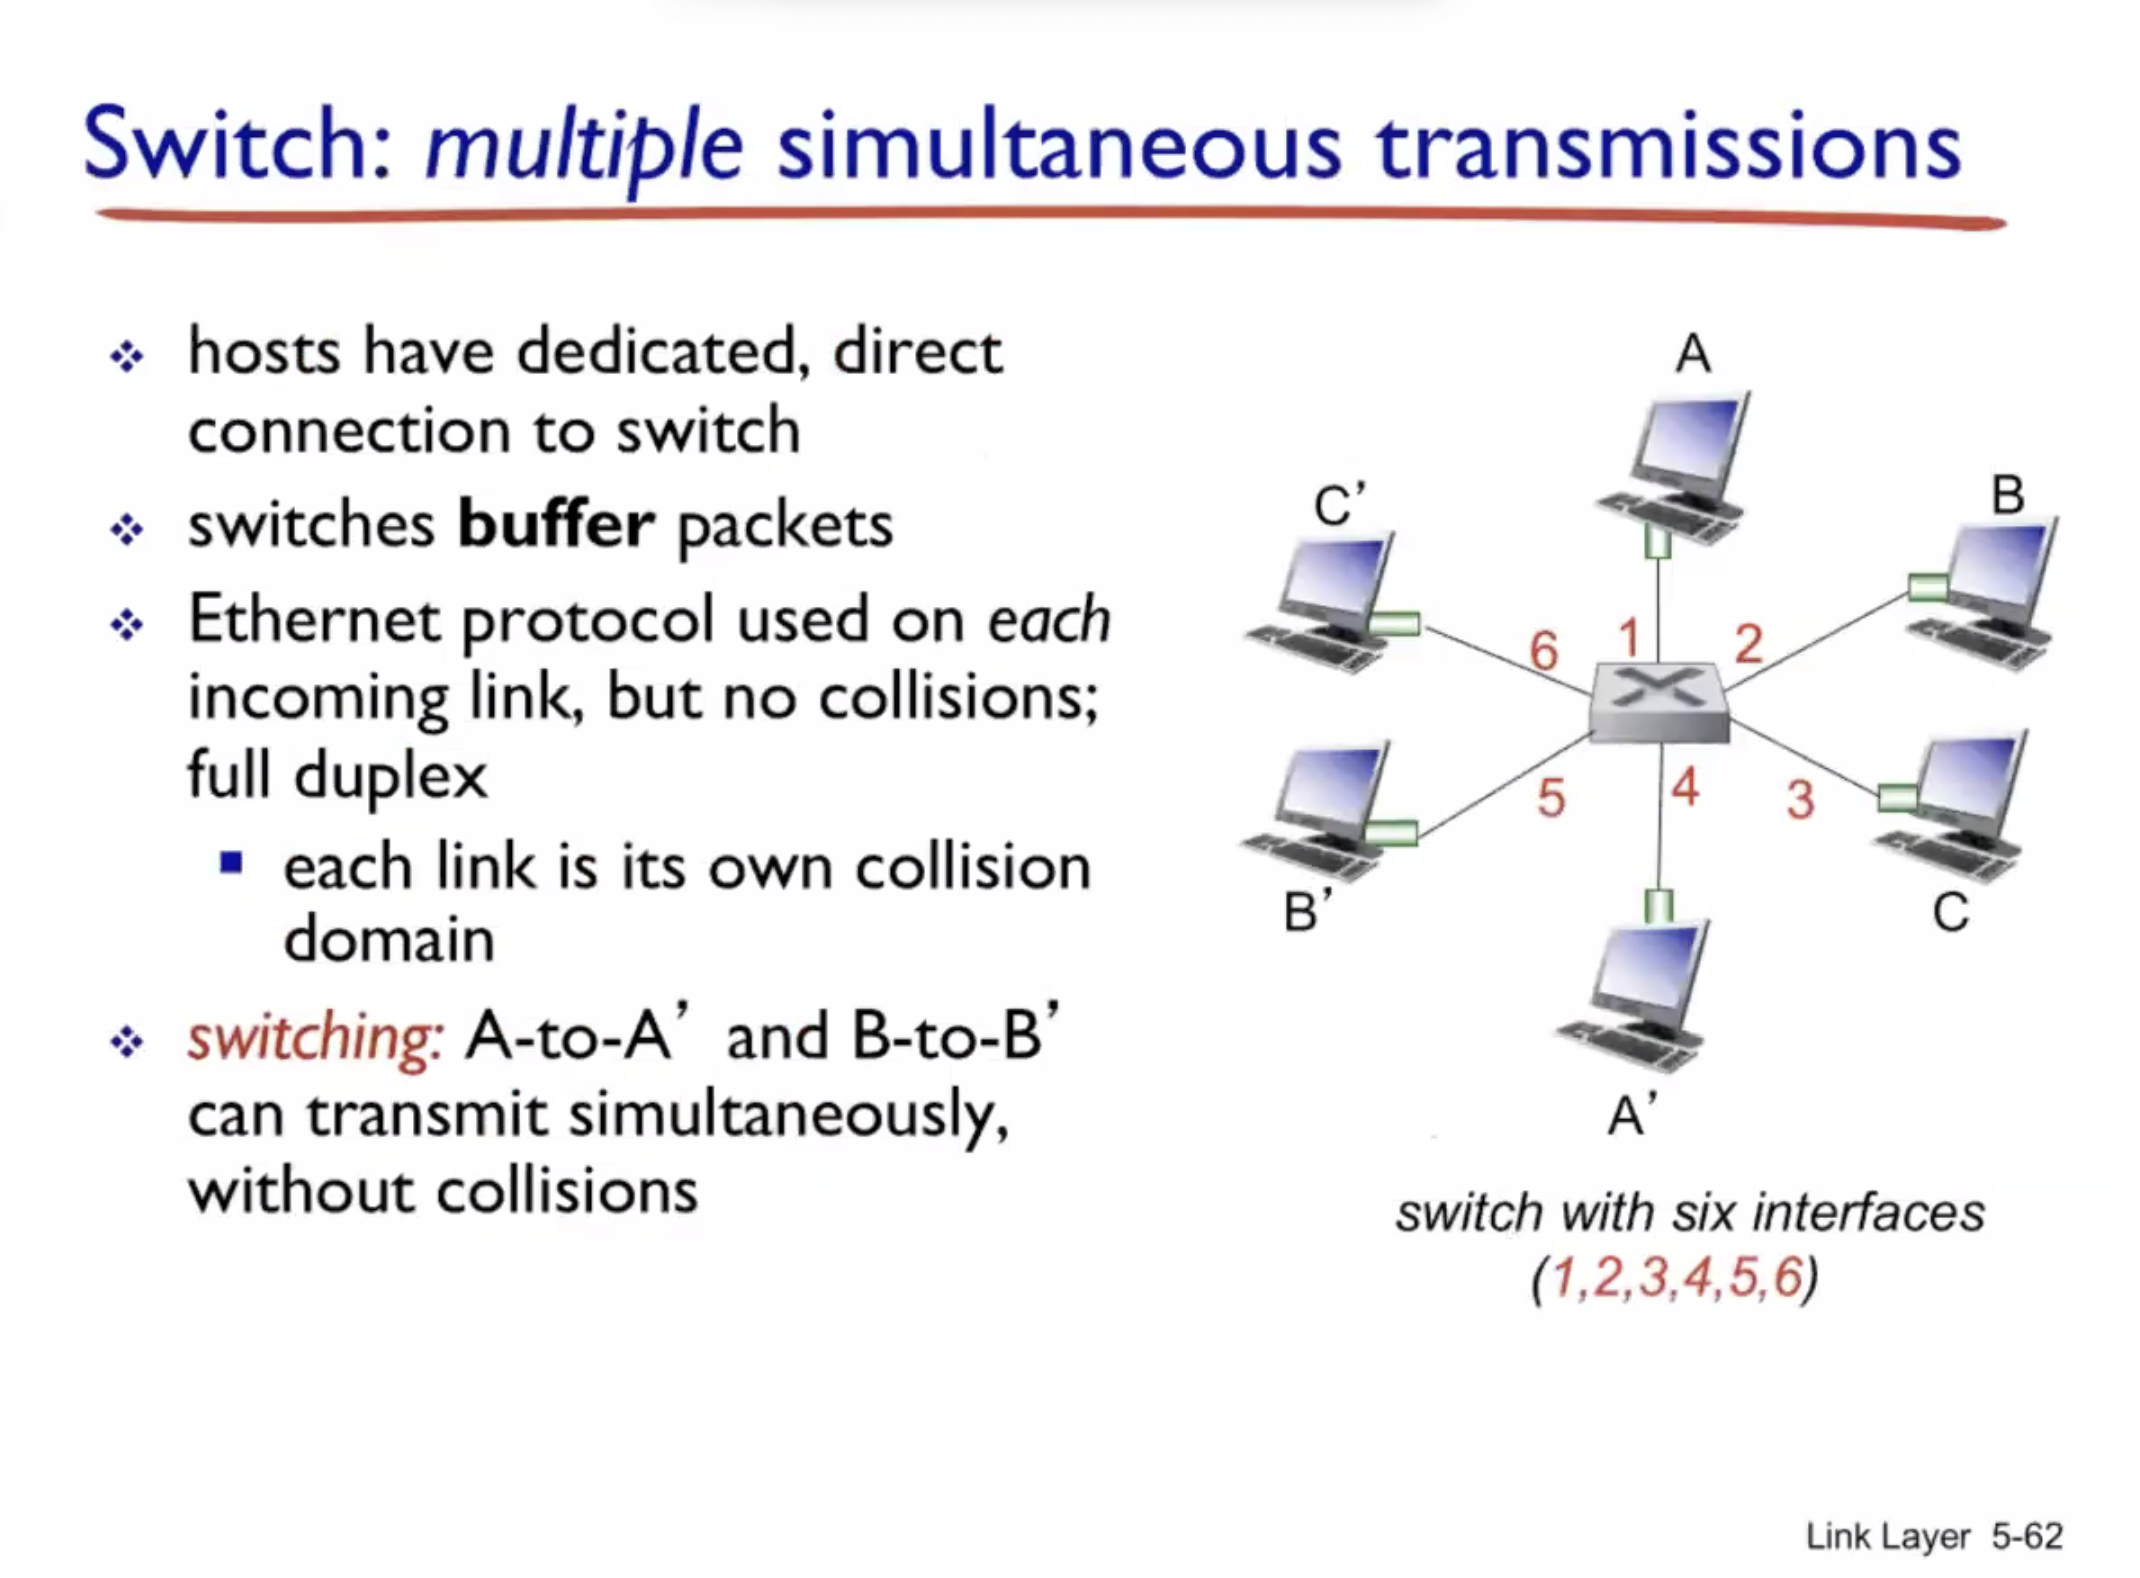 Switch: multiple simultaneous transmissions
❖ hosts have dedicated, direct
connection to switch
❖ switches buffer packets
❖ Ethernet protocol used on each
incoming link, but no collisions;
full duplex
▪ each link is its own collision
domain
❖ switching: A-to-A’ and B-to-B’
can transmit simultaneously,
without collisions
A
B
C’
6 1 2
5 4 3
B’
C
A’
switch with six interfaces
(1,2,3,4,5,6)
Link Layer 5-62